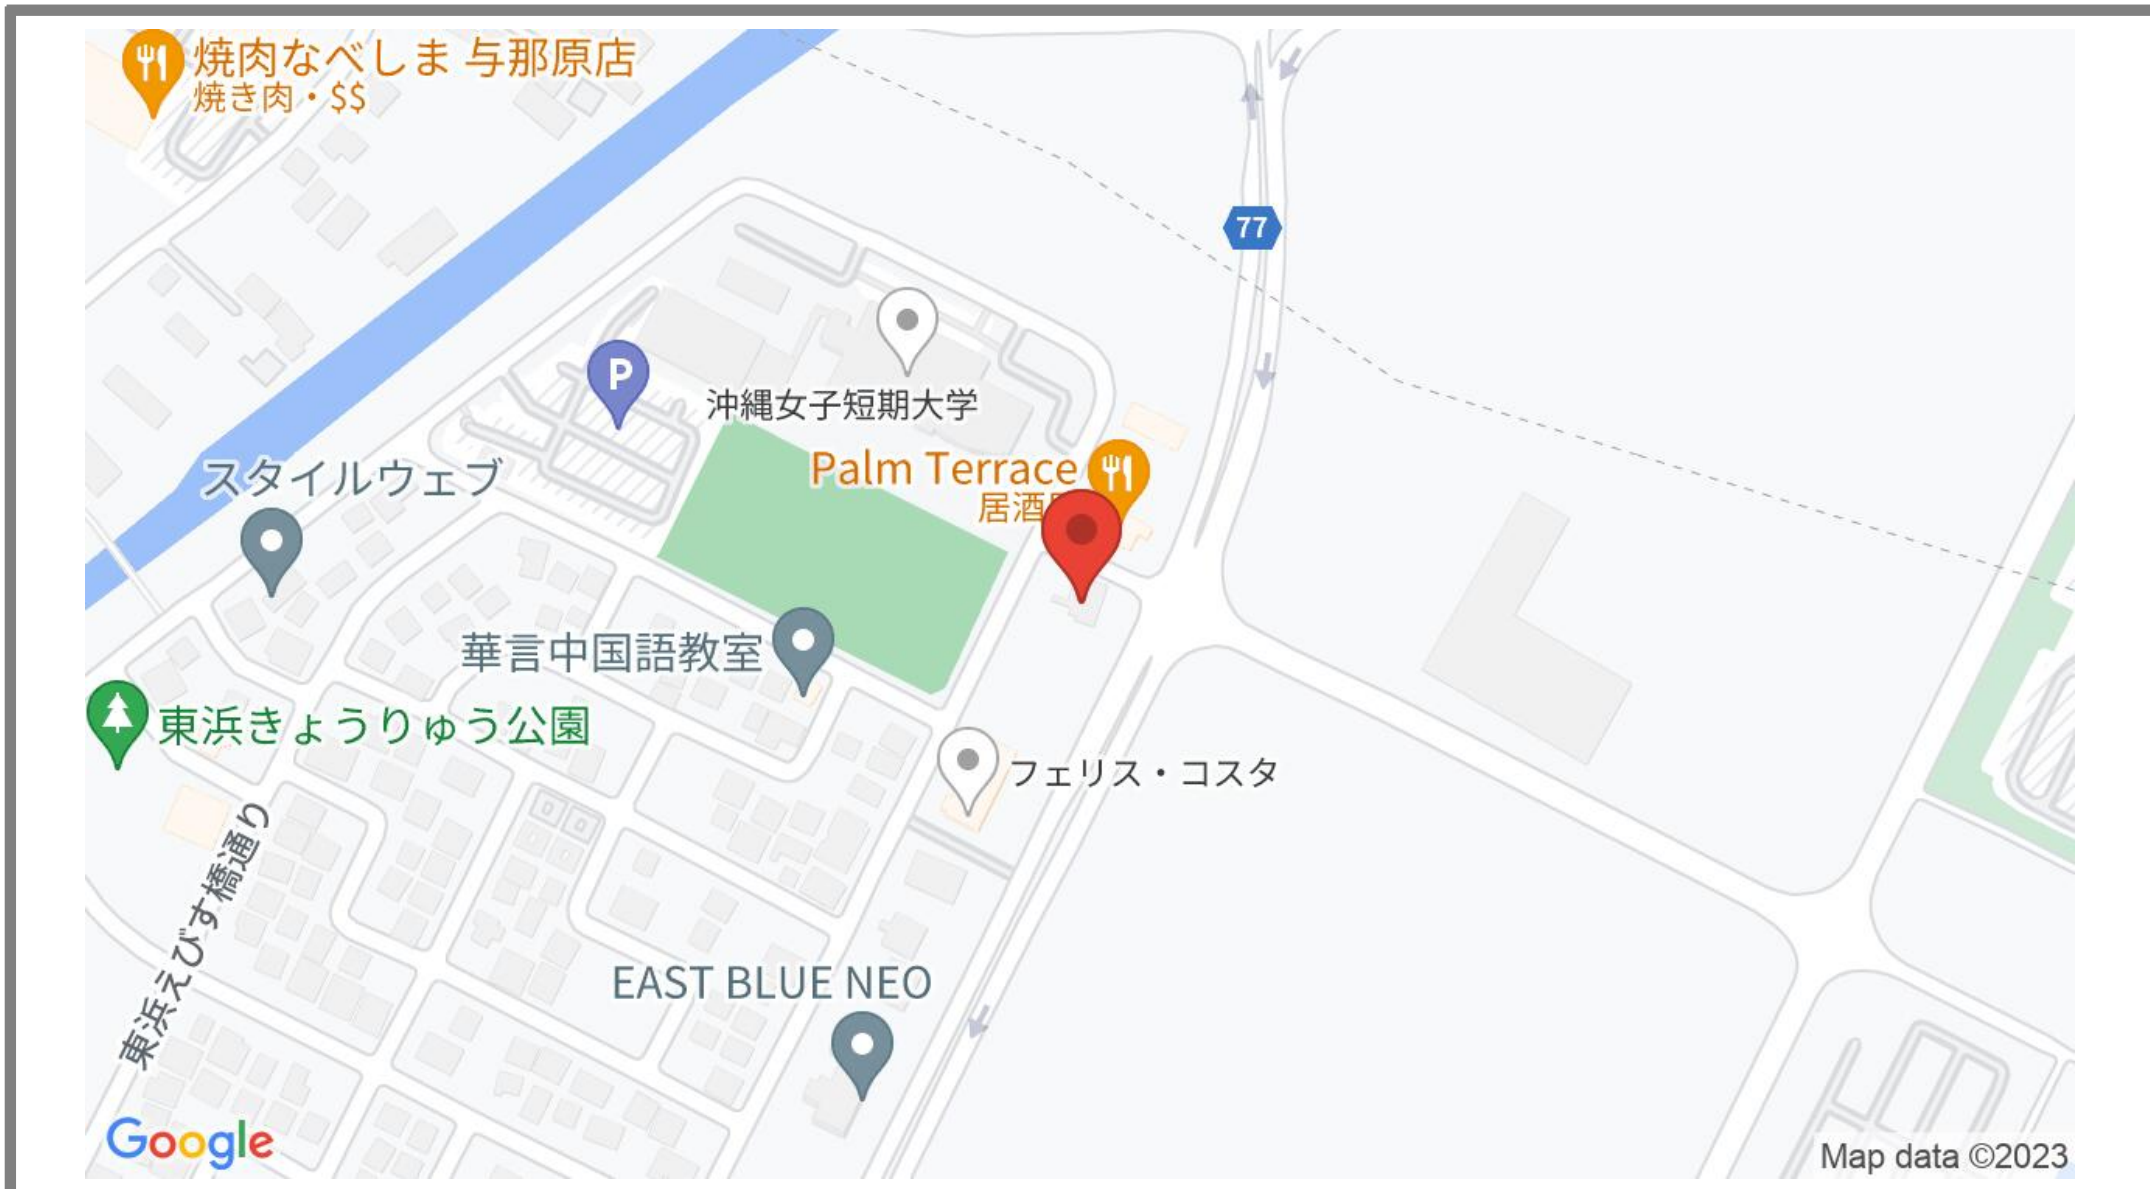 焼肉なべしま 与那原店
焼き肉・$$
77
P
沖縄女子短期大学
Palm Terrace
居酒
スタイルウェブ
華言中国語教室
東浜きょうりゅう公園
フェリス・コスタ
東浜えびす橋通り
EAST BLUE NEO
Google
Map data ©2023